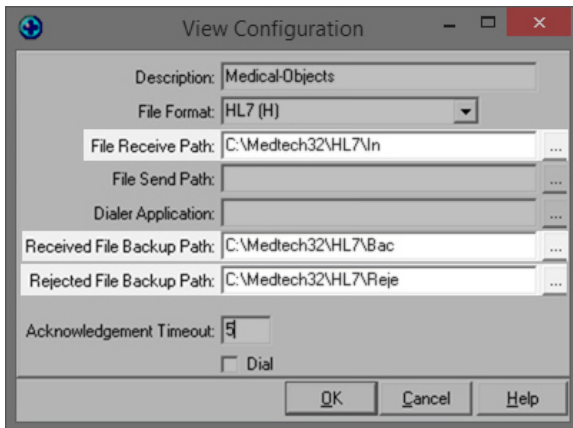 View Configuration
Description: Medical-Objects
File Format: HL7 (H)
File Receive Path: C:\Medtech32\HL7\In ...
File Send Path: ...
Dialer Application: ...
Received File Backup Path: C:\Medtech32\HL7\Bac ...
Rejected File Backup Path: C:\Medtech32\HL7\Reje ...
Acknowledgement Timeout: 5
Dial
OK Cancel Help